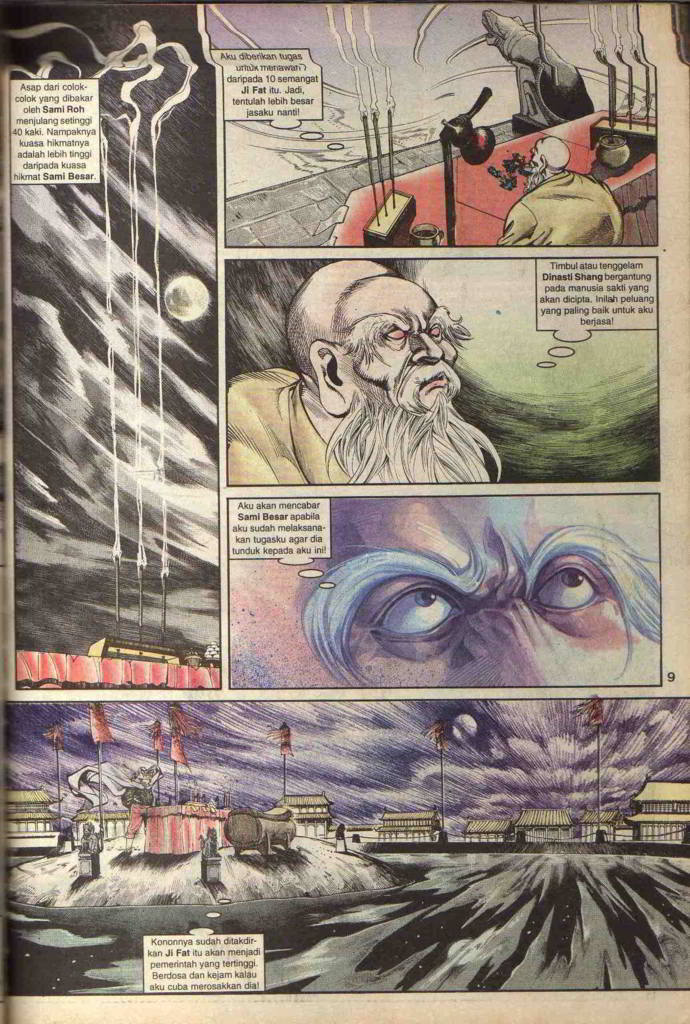 Asap dari colok-
colok yang dibakar
oleh Sami Roh
menjulang setinggi
40 kaki. Nampaknya
kuasa hikmatnya
adalah lebih tinggi
daripada kuasa
hikmat Sami Besar.
Aku diberikan tugas
untuk menawan 7
daripada 10 semangat
Ji Fat itu. Jadi,
tentulah lebih besar
jasaku nanti!
Timbul atau tenggelam
Dinasti Shang bergantung
pada manusia sakti yang
akan dicipta. Inilah peluang
yang paling baik untuk aku
berjasa!
Aku akan mencabar
Sami Besar apabila
aku sudah melaksana-
kan tugasku agar dia
tunduk kepada aku ini!
9
Kononnya sudah ditakdir-
kan Ji Fat itu akan menjadi
pemerintah yang tertinggi.
Berdosa dan kejam kalau
aku cuba merosakkan dia!